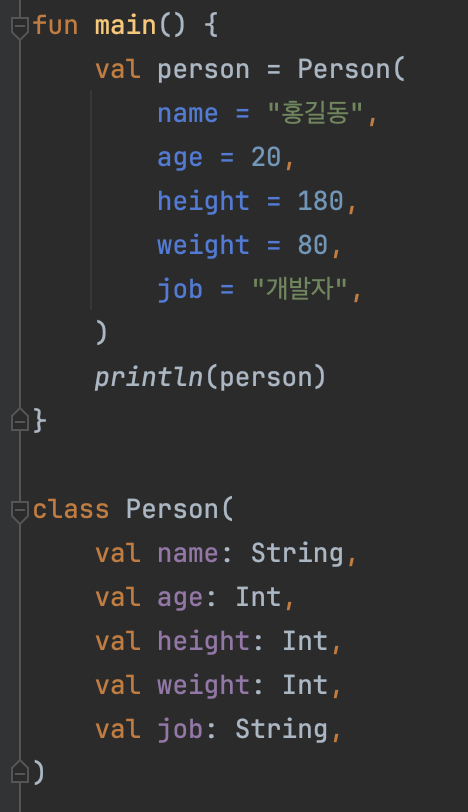 fun main() {
    val person = Person(
        name = "홍길동",
        age = 20,
        height = 180,
        weight = 80,
        job = "개발자",
    )
    println(person)
}

class Person(
    val name: String,
    val age: Int,
    val height: Int,
    val weight: Int,
    val job: String,
)